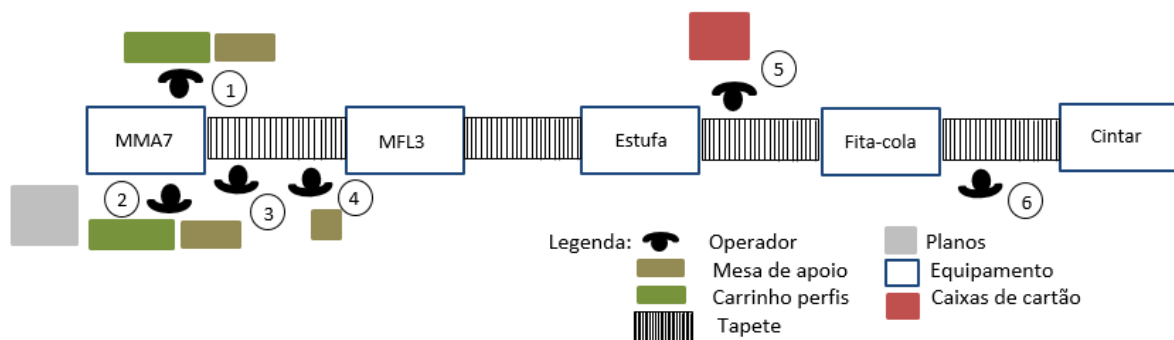 1
5
MMA7
MFL3
Estufa
Fita-cola
Cintar
2
3
4
6
Legenda:
Operador
Planos
Mesa de apoio
Equipamento
Carrinho perfis
Caixas de cartão
Tapete